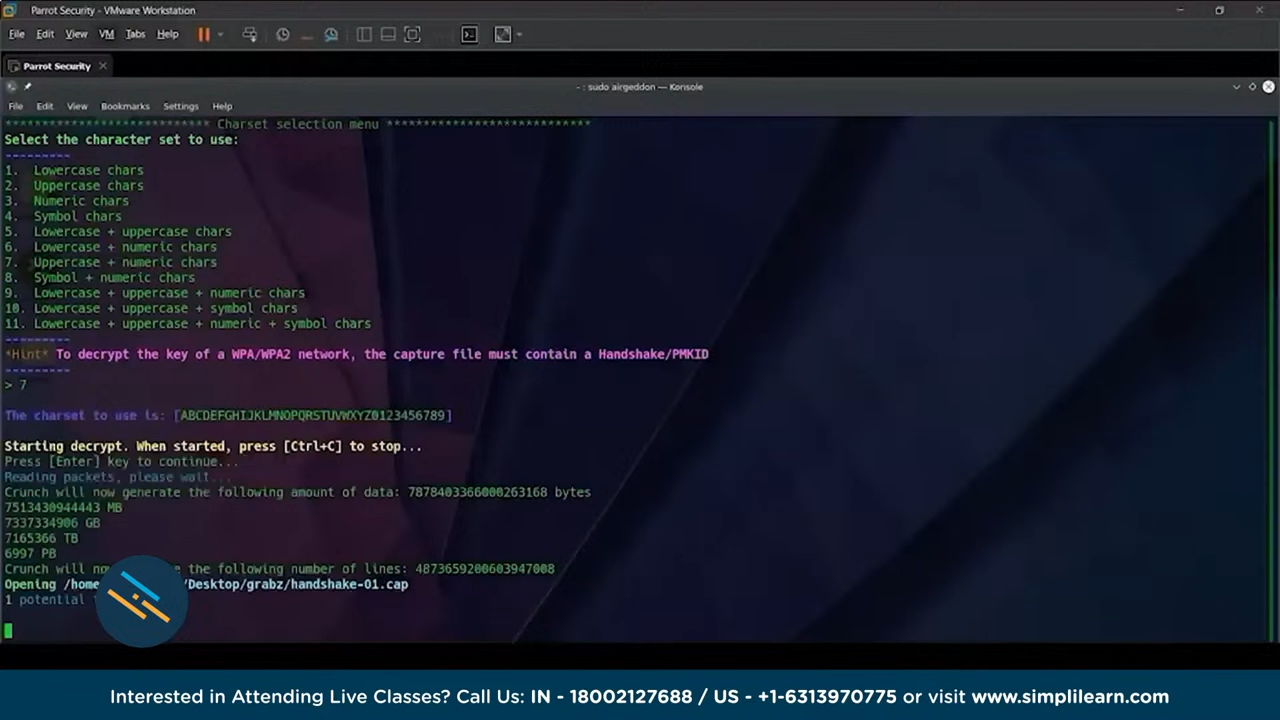 Parrot Security - VMware Workstation
File Edit View VM Tabs Help
Parrot Security
- : sudo airgeddon — Konsole
File Edit View Bookmarks Settings Help
*************************** Charset selection menu ***************************
Select the character set to use:
---------
1. Lowercase chars
2. Uppercase chars
3. Numeric chars
4. Symbol chars
5. Lowercase + uppercase chars
6. Lowercase + numeric chars
7. Uppercase + numeric chars
8. Symbol + numeric chars
9. Lowercase + uppercase + numeric chars
10. Lowercase + uppercase + symbol chars
11. Lowercase + uppercase + numeric + symbol chars
---------
*Hint* To decrypt the key of a WPA/WPA2 network, the capture file must contain a Handshake/PMKID
---------
> 7
The charset to use is: [ABCDEFGHIJKLMNOPQRSTUVWXYZ0123456789]
Starting decrypt. When started, press [Ctrl+C] to stop...
Press [Enter] key to continue...
Reading packets, please wait...
Crunch will now generate the following amount of data: 7878403366000263168 bytes
7513430944443 MB
7337334906 GB
7165366 TB
6997 PB
Crunch will now the following number of lines: 4873659200603947008
Opening /home /Desktop/grabz/handshake-01.cap
1 potential
Interested in Attending Live Classes? Call Us: IN - 18002127688 / US - +1-6313970775 or visit www.simplilearn.com